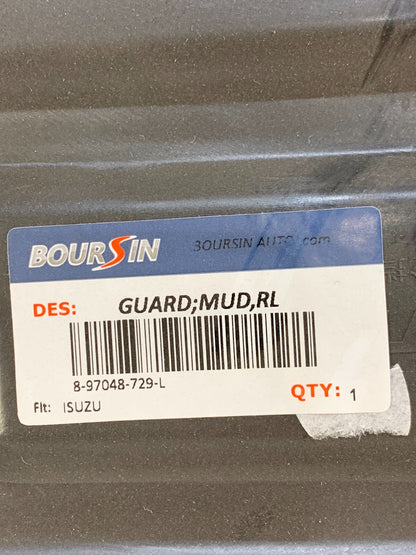 BOURSIN
BOURSIN AUTO.com
DES: GUARD;MUD,RL
8-97048-729-L
Fit: ISUZU
QTY: 1